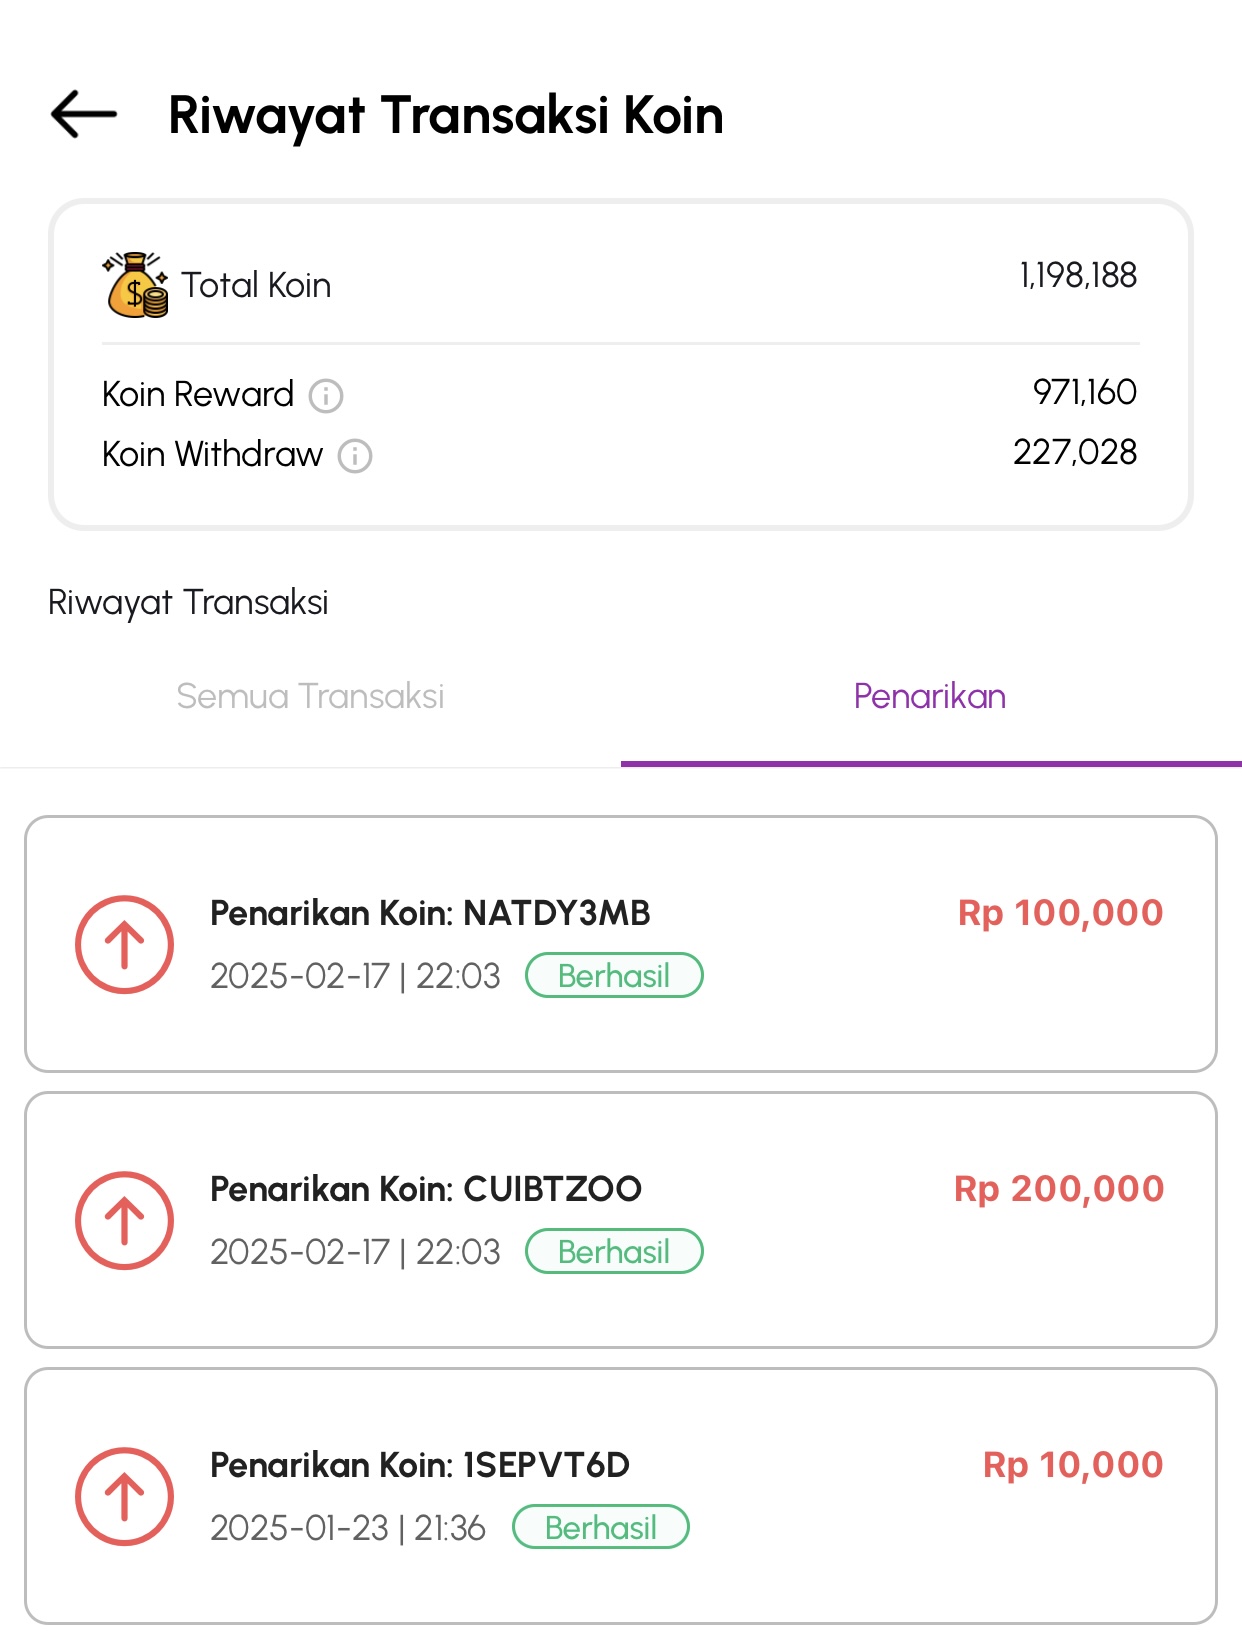 Riwayat Transaksi Koin
Total Koin 1,198,188
Koin Reward 971,160
Koin Withdraw 227,028
Riwayat Transaksi
Semua Transaksi Penarikan
Penarikan Koin: NATDY3MB Rp 100,000
2025-02-17 | 22:03 Berhasil
Penarikan Koin: CUIBTZOO Rp 200,000
2025-02-17 | 22:03 Berhasil
Penarikan Koin: 1SEPVT6D Rp 10,000
2025-01-23 | 21:36 Berhasil